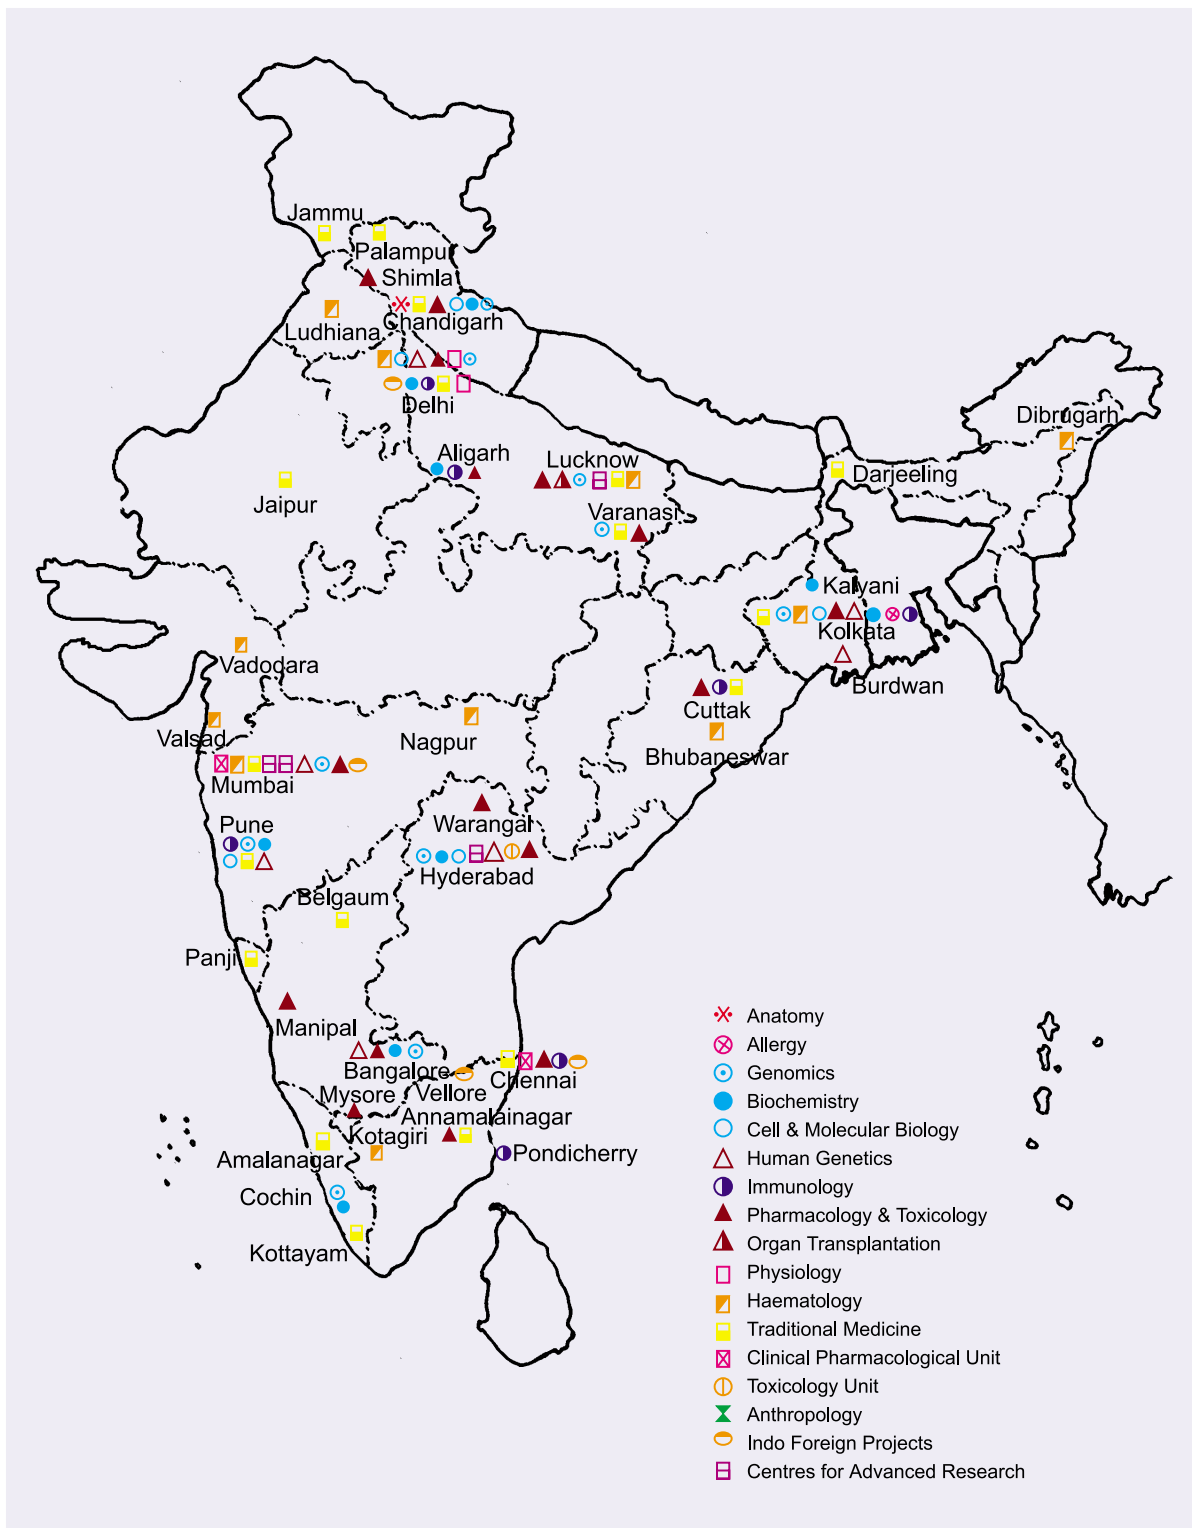 Jammu
Palampur
Shimla
Ludhiana
Chandigarh
Delhi
Dibrugarh
Aligarh
Lucknow
Darjeeling
Jaipur
Varanasi
Kalyani
Kolkata
Vadodara
Burdwan
Cuttak
Valsad
Nagpur
Bhubaneswar
Mumbai
Pune
Warangal
Hyderabad
Belgaum
Panji
Manipal
Bangalore
Chennai
Mysore
Vellore
Annamalainagar
Kotagiri
Amalanagar
Pondicherry
Cochin
Kottayam
Anatomy
Allergy
Genomics
Biochemistry
Cell & Molecular Biology
Human Genetics
Immunology
Pharmacology & Toxicology
Organ Transplantation
Physiology
Haematology
Traditional Medicine
Clinical Pharmacological Unit
Toxicology Unit
Anthropology
Indo Foreign Projects
Centres for Advanced Research